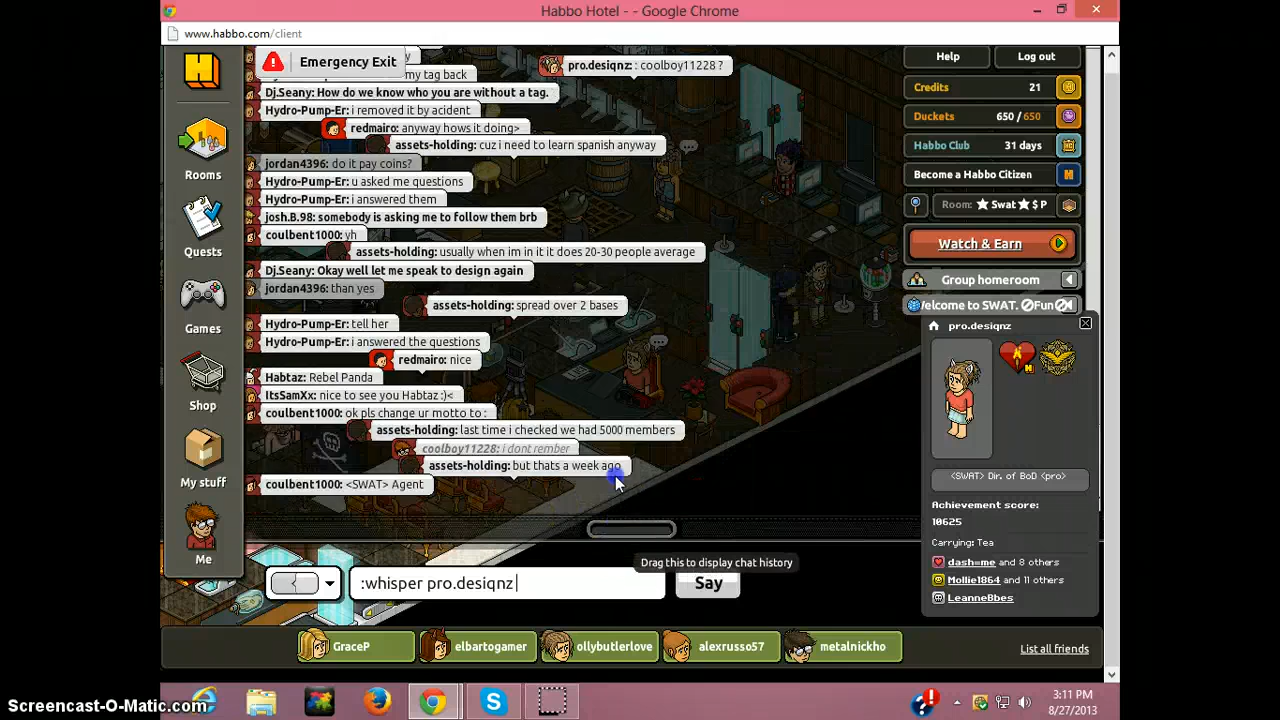 Habbo Hotel - - Google Chrome
www.habbo.com/client
Emergency Exit
pro.desiqnz: : coolboy11228 ?
my tag back
Dj.Seany: How do we know who you are without a tag.
Hydro-Pump-Er: i removed it by acident
redmairo: anyway hows it doing>
assets-holding: cuz i need to learn spanish anyway
jordan4396: do it pay coins?
Hydro-Pump-Er: u asked me questions
Hydro-Pump-Er: i answered them
josh.B.98: somebody is asking me to follow them brb
coulbent1000: yh
assets-holding: usually when im in it it does 20-30 people average
Dj.Seany: Okay well let me speak to design again
jordan4396: than yes
assets-holding: spread over 2 bases
Hydro-Pump-Er: tell her
Hydro-Pump-Er: i answered the questions
redmairo: nice
Habtaz: Rebel Panda
ItsSamXx: nice to see you Habtaz :)<
coulbent1000: ok pls change ur motto to :
assets-holding: last time i checked we had 5000 members
coolboy11228: i dont rember
assets-holding: but thats a week ago
coulbent1000: <SWAT> Agent
Rooms
Quests
Games
Shop
My stuff
Me
Help
Log out
Credits 21
Duckets 650 / 650
Habbo Club 31 days
Become a Habbo Citizen
Room: ★ Swat ★ $ P
Watch & Earn
Group homeroom
Welcome to SWAT. Fun
pro.desiqnz
<SWAT> Dir. of BoD <pro>
Achievement score:
10625
Carrying: Tea
dash=me and 8 others
Mollie1864 and 11 others
LeanneBbes
Drag this to display chat history
:whisper pro.desiqnz
Say
GraceP
elbartogamer
ollybutlerlove
alexrusso57
metalnickho
List all friends
3:11 PM
8/27/2013
Screencast-O-Matic.com